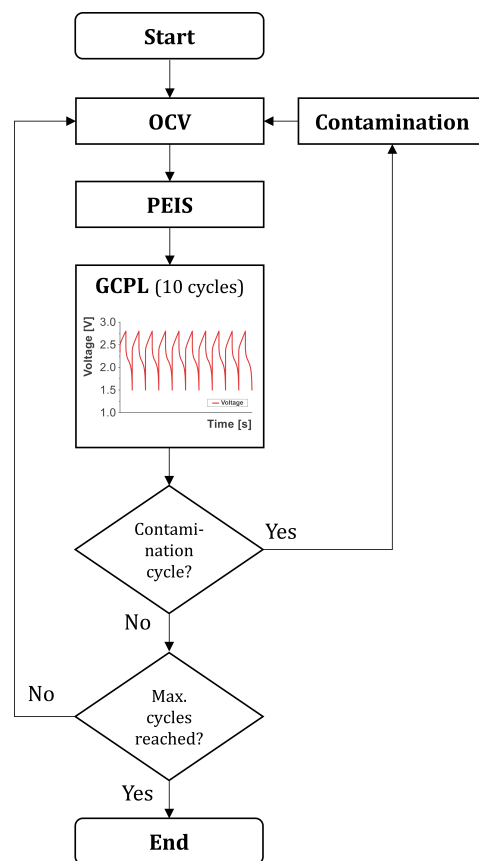 Start
OCV
Contamination
PEIS
GCPL (10 cycles)
Voltage [V]
3.0
2.5
2.0
1.5
1.0
Voltage
Time [s]
Contami-
nation
cycle?
Yes
No
Max.
cycles
reached?
No
Yes
End